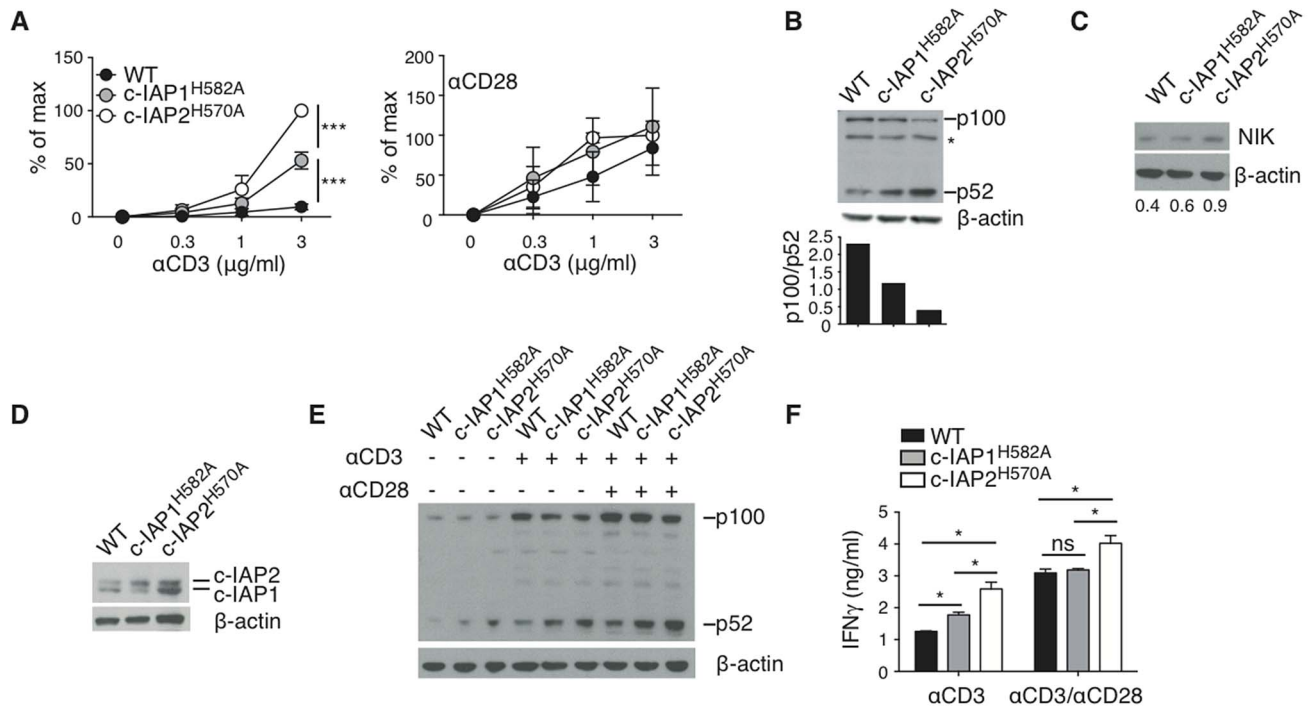 A
150
100
50
0
% of max
WT
c-IAP1H582A
c-IAP2H570A
***
***
0 0.3 1 3
αCD3 (µg/ml)
200
150
100
50
0
% of max
αCD28
0 0.3 1 3
αCD3 (µg/ml)
B
WT c-IAP1H582A c-IAP2H570A
p100
*
p52
β-actin
2.5
2.0
1.5
1.0
0.5
0
p100/p52
C
WT c-IAP1H582A c-IAP2H570A
NIK
β-actin
0.4 0.6 0.9
D
WT c-IAP1H582A c-IAP2H570A
c-IAP2
c-IAP1
β-actin
E
WT c-IAP1H582A c-IAP2H570A WT c-IAP1H582A c-IAP2H570A WT c-IAP1H582A c-IAP2H570A
αCD3 - - - + + + + + +
αCD28 - - - - - - + + +
p100
p52
β-actin
F
WT
c-IAP1H582A
c-IAP2H570A
5
4
3
2
1
0
IFNγ (ng/ml)
*
*
*
*
*
ns
αCD3 αCD3/αCD28